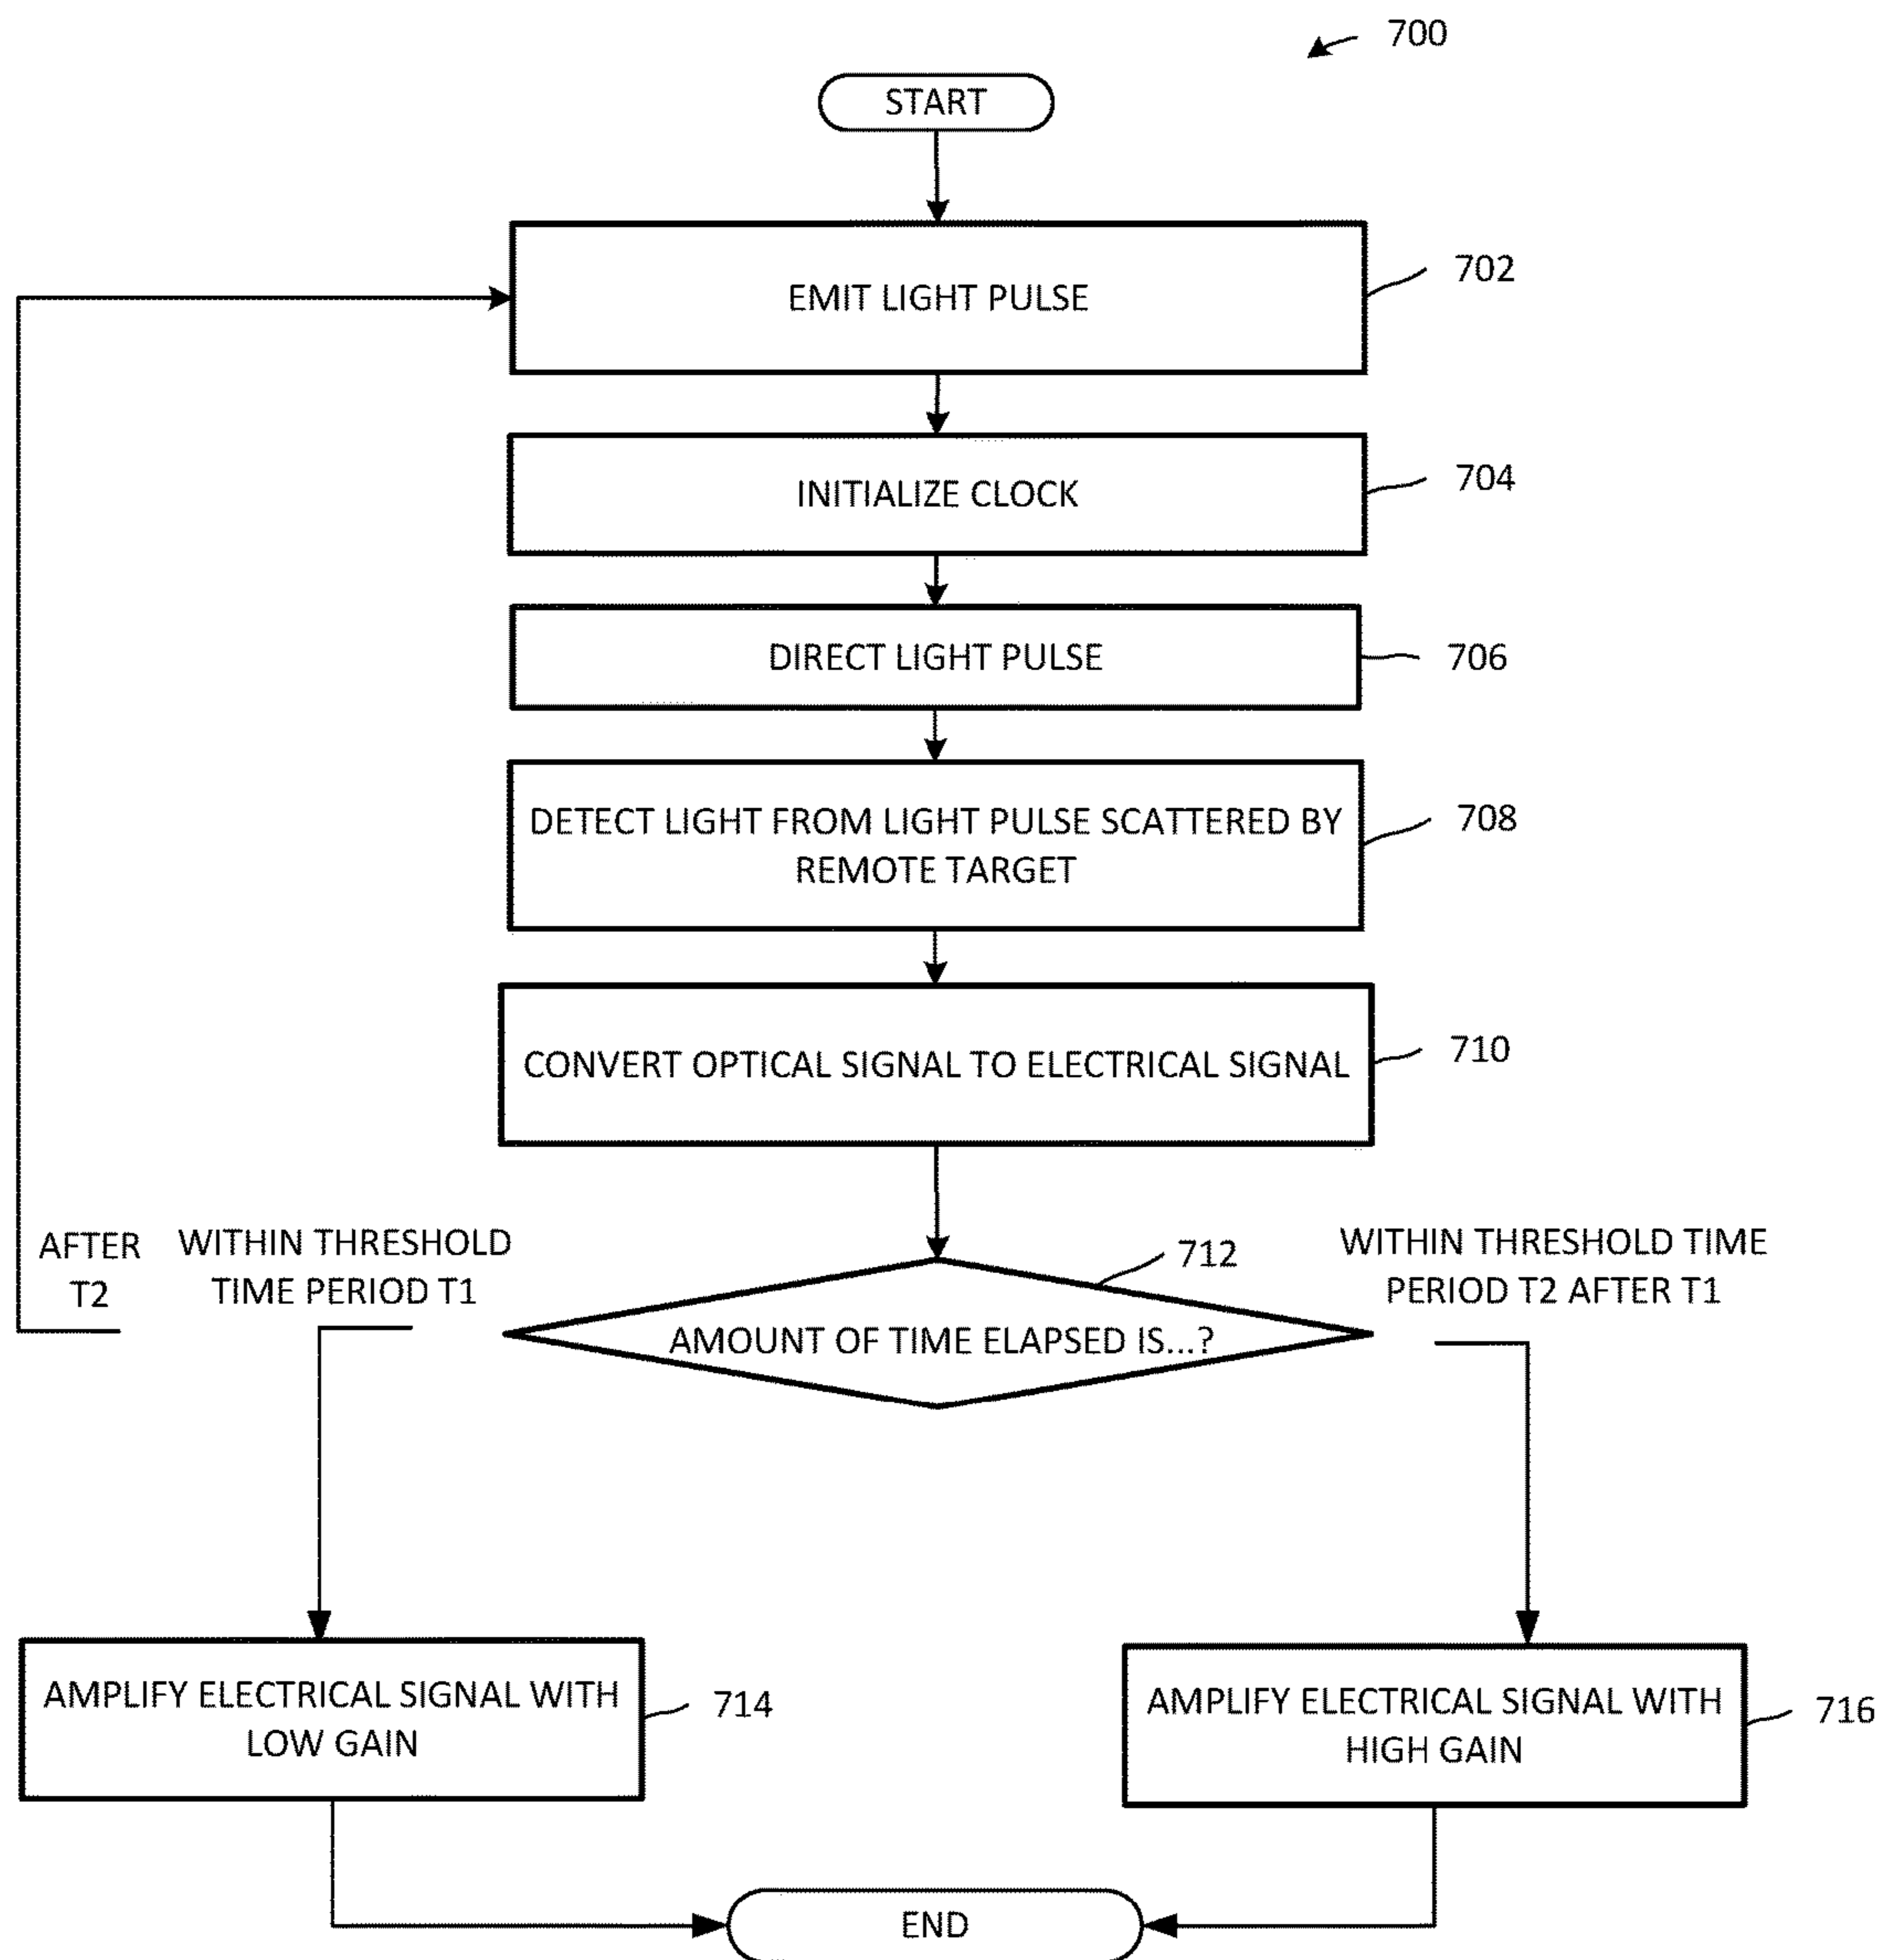 700
START
EMIT LIGHT PULSE
702
INITIALIZE CLOCK
704
DIRECT LIGHT PULSE
706
DETECT LIGHT FROM LIGHT PULSE SCATTERED BY
REMOTE TARGET
708
CONVERT OPTICAL SIGNAL TO ELECTRICAL SIGNAL
710
AFTER
T2
WITHIN THRESHOLD
TIME PERIOD T1
712
AMOUNT OF TIME ELAPSED IS...?
WITHIN THRESHOLD TIME
PERIOD T2 AFTER T1
AMPLIFY ELECTRICAL SIGNAL WITH
LOW GAIN
714
AMPLIFY ELECTRICAL SIGNAL WITH
HIGH GAIN
716
END